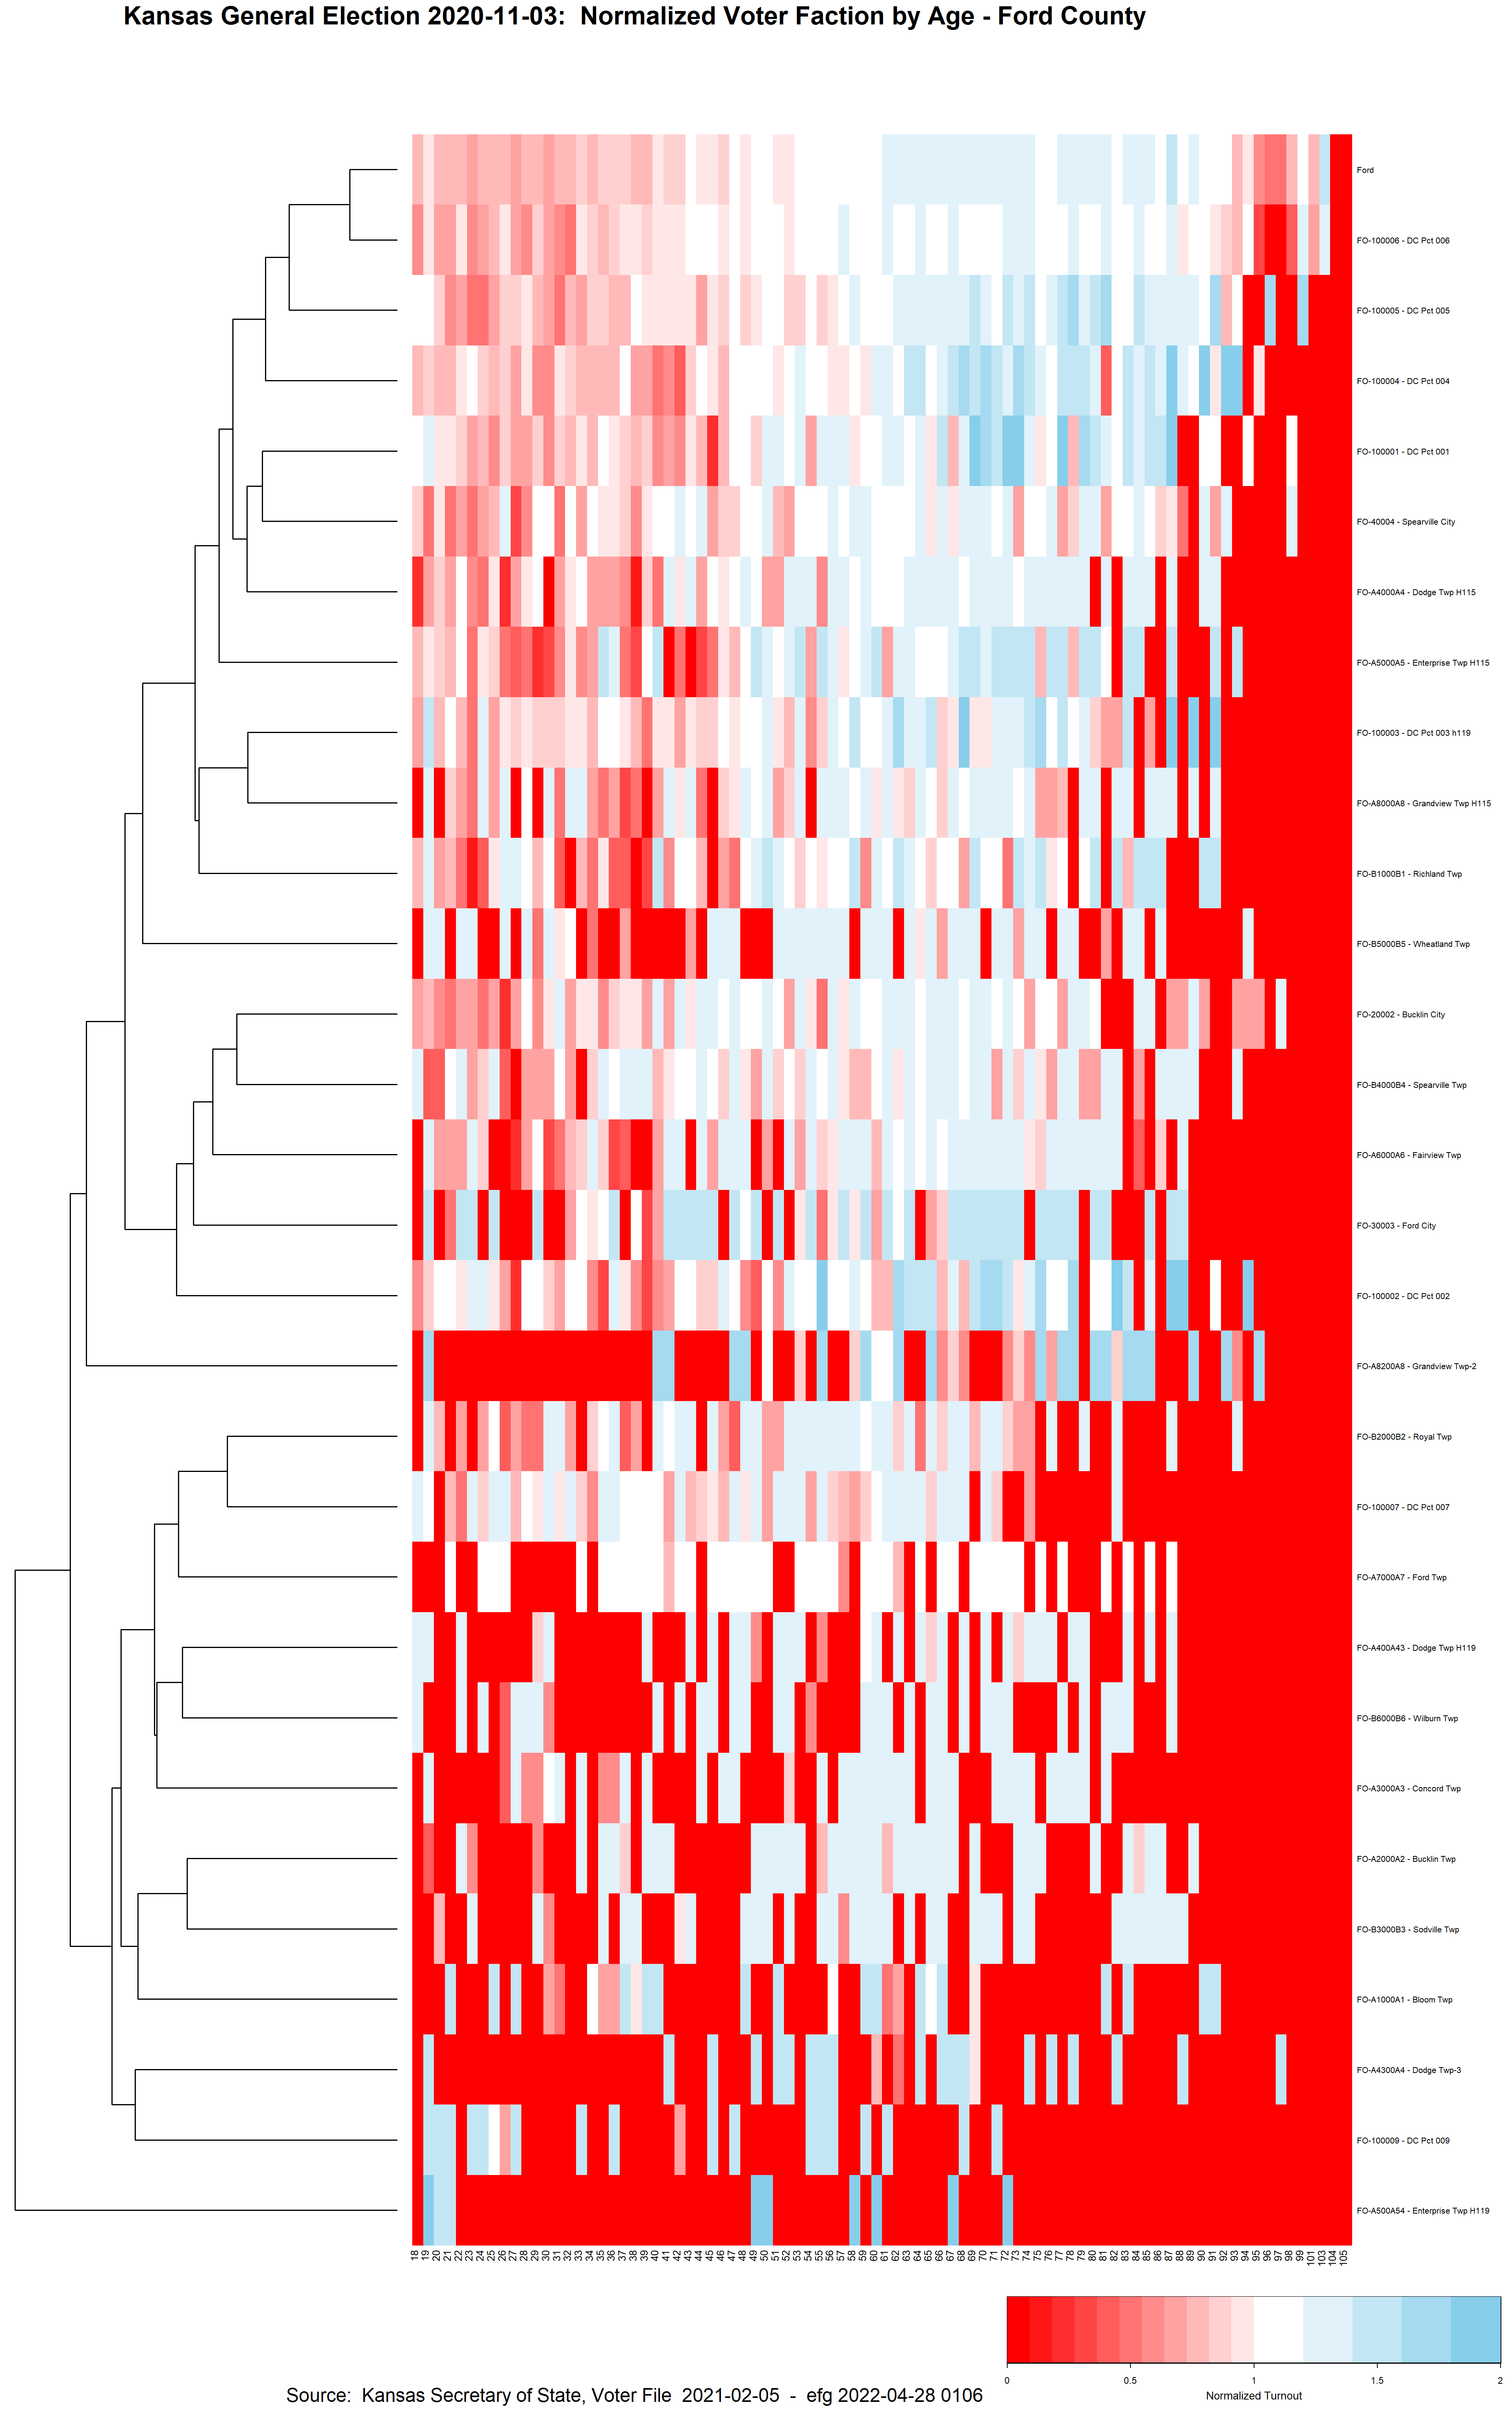 Kansas General Election 2020-11-03:  Normalized Voter Faction by Age - Ford County
Ford
FO-100006 - DC Pct 006
FO-100005 - DC Pct 005
FO-100004 - DC Pct 004
FO-100001 - DC Pct 001
FO-40004 - Spearville City
FO-A4000A4 - Dodge Twp H115
FO-A5000A5 - Enterprise Twp H115
FO-100003 - DC Pct 003 h119
FO-A8000A8 - Grandview Twp H115
FO-B1000B1 - Richland Twp
FO-B5000B5 - Wheatland Twp
FO-20002 - Bucklin City
FO-B4000B4 - Spearville Twp
FO-A6000A6 - Fairview Twp
FO-30003 - Ford City
FO-100002 - DC Pct 002
FO-A8200A8 - Grandview Twp-2
FO-B2000B2 - Royal Twp
FO-100007 - DC Pct 007
FO-A7000A7 - Ford Twp
FO-A400A43 - Dodge Twp H119
FO-B6000B6 - Wilburn Twp
FO-A3000A3 - Concord Twp
FO-A2000A2 - Bucklin Twp
FO-B3000B3 - Sodville Twp
FO-A1000A1 - Bloom Twp
FO-A4300A4 - Dodge Twp-3
FO-100009 - DC Pct 009
FO-A500A54 - Enterprise Twp H119
18 19 20 21 22 23 24 25 26 27 28 29 30 31 32 33 34 35 36 37 38 39 40 41 42 43 44 45 46 47 48 49 50 51 52 53 54 55 56 57 58 59 60 61 62 63 64 65 66 67 68 69 70 71 72 73 74 75 76 77 78 79 80 81 82 83 84 85 86 87 88 89 90 91 92 93 94 95 96 97 98 99 101 103 104 105
0 0.5 1 1.5 2
Normalized Turnout
Source:  Kansas Secretary of State, Voter File  2021-02-05  -  efg 2022-04-28 0106